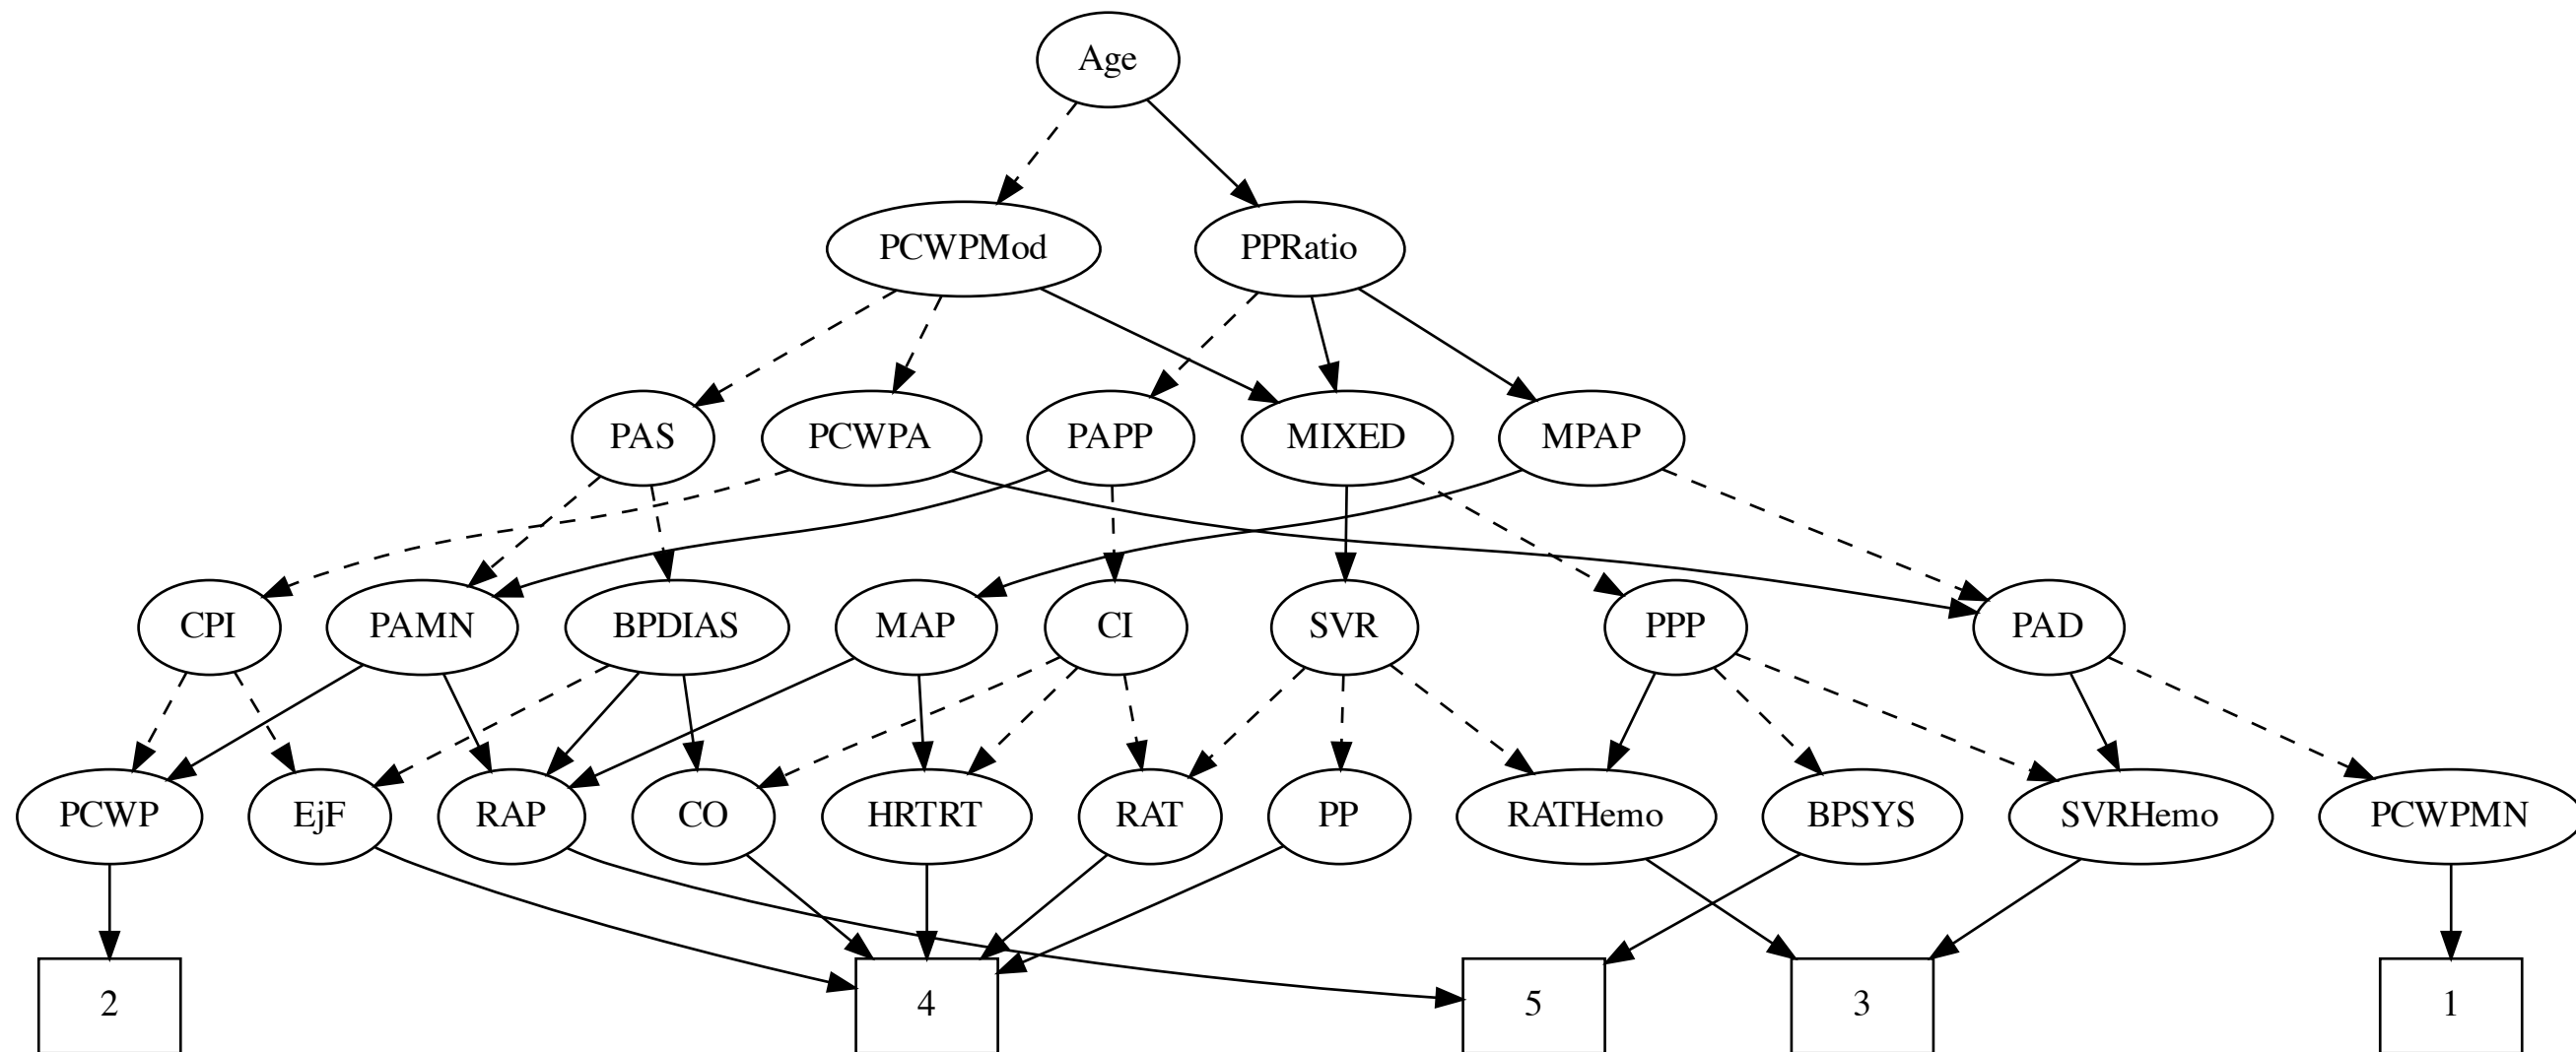 Age
PCWPMod
PPRatio
PAS
PCWPA
PAPP
MIXED
MPAP
CPI
PAMN
BPDIAS
MAP
CI
SVR
PPP
PAD
PCWP
EjF
RAP
CO
HRTRT
RAT
PP
RATHemo
BPSYS
SVRHemo
PCWPMN
2
4
5
3
1